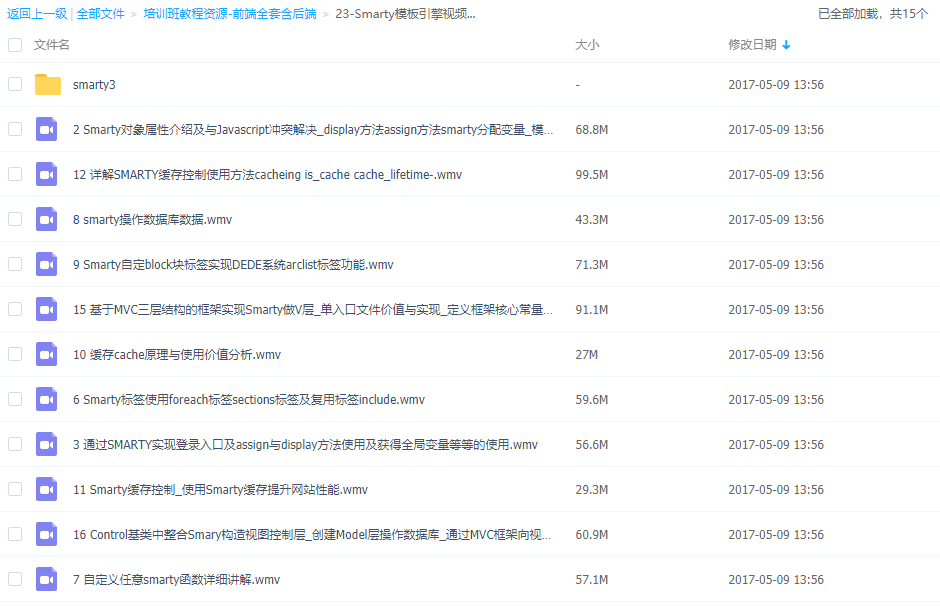 返回上一级 | 全部文件 > 培训班教程资源-前端全套含后端 > 23-Smarty模板引擎视频... 已全部加载，共15个
文件名 大小 修改日期
smarty3 - 2017-05-09 13:56
2 Smarty对象属性介绍及与Javascript冲突解决_display方法assign方法smarty分配变量_模... 68.8M 2017-05-09 13:56
12 详解SMARTY缓存控制使用方法cacheing is_cache cache_lifetime-.wmv 99.5M 2017-05-09 13:56
8 smarty操作数据库数据.wmv 43.3M 2017-05-09 13:56
9 Smarty自定block块标签实现DEDE系统arclist标签功能.wmv 71.3M 2017-05-09 13:56
15 基于MVC三层结构的框架实现Smarty做V层_单入口文件价值与实现_定义框架核心常量... 91.1M 2017-05-09 13:56
10 缓存cache原理与使用价值分析.wmv 27M 2017-05-09 13:56
6 Smarty标签使用foreach标签sections标签及复用标签include.wmv 59.6M 2017-05-09 13:56
3 通过SMARTY实现登录入口及assign与display方法使用及获得全局变量等等的使用.wmv 56.6M 2017-05-09 13:56
11 Smarty缓存控制_使用Smarty缓存提升网站性能.wmv 29.3M 2017-05-09 13:56
16 Control基类中整合Smary构造视图控制层_创建Model层操作数据库_通过MVC框架向视... 60.9M 2017-05-09 13:56
7 自定义任意smarty函数详细讲解.wmv 57.1M 2017-05-09 13:56